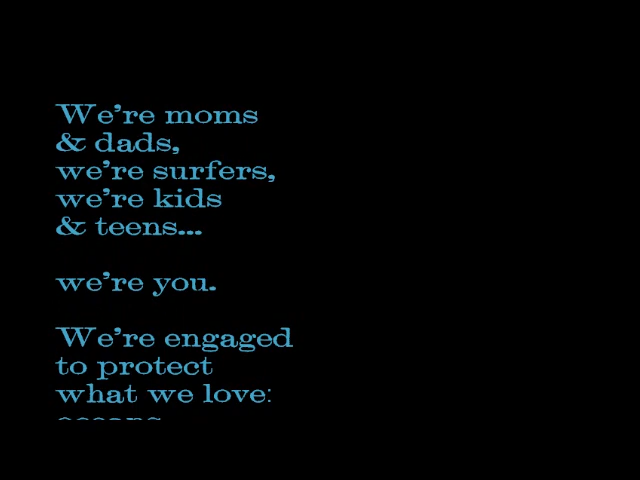 We're moms
& dads,
we're surfers,
we're kids
& teens...
we're you.
We're engaged
to protect
what we love: